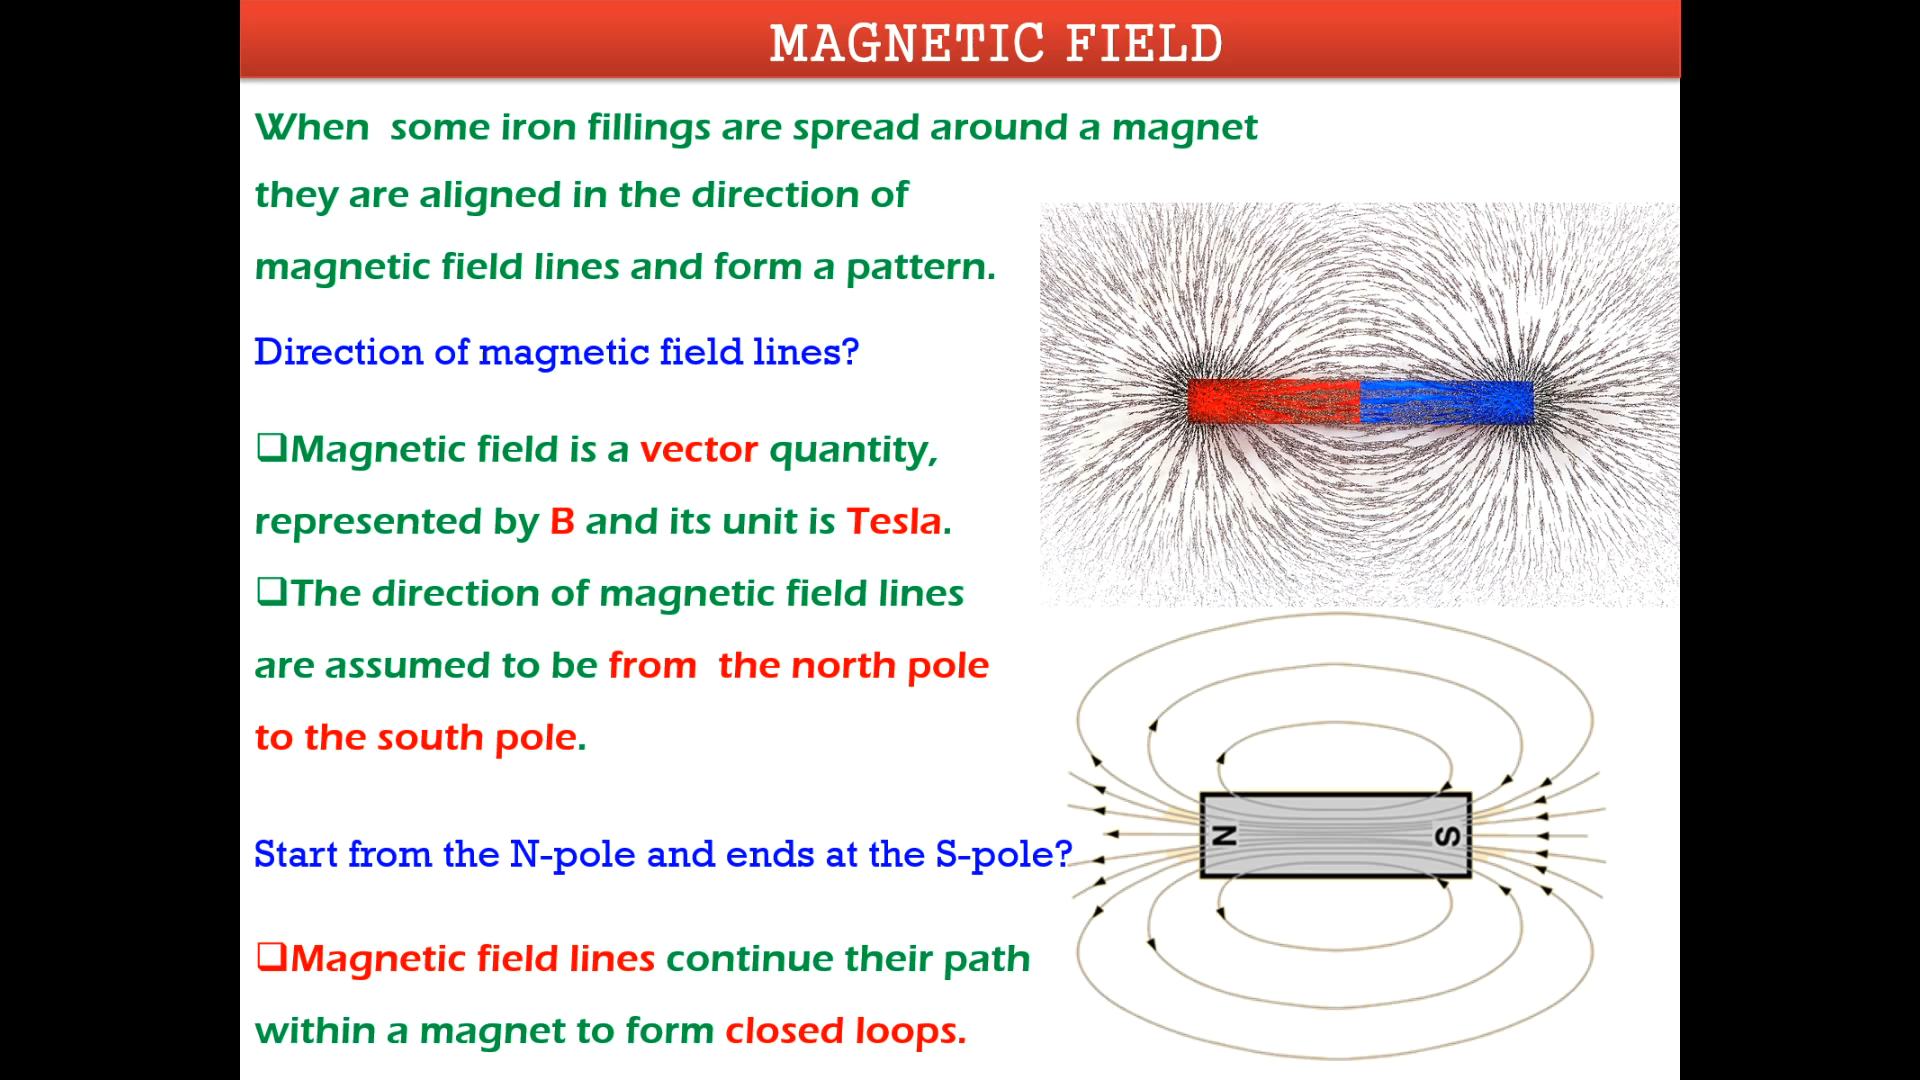 MAGNETIC FIELD
When some iron fillings are spread around a magnet
they are aligned in the direction of
magnetic field lines and form a pattern.
Direction of magnetic field lines?
❑Magnetic field is a vector quantity,
represented by B and its unit is Tesla.
❑The direction of magnetic field lines
are assumed to be from the north pole
to the south pole.
N S
Start from the N-pole and ends at the S-pole?
❑Magnetic field lines continue their path
within a magnet to form closed loops.